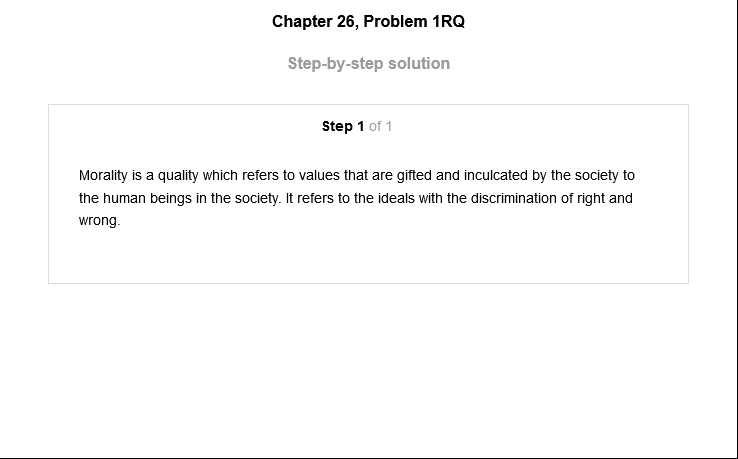 Chapter 26, Problem 1RQ
Step-by-step solution
Step 1 of 1
Morality is a quality which refers to values that are gifted and inculcated by the society to
the human beings in the society. It refers to the ideals with the discrimination of right and
wrong.